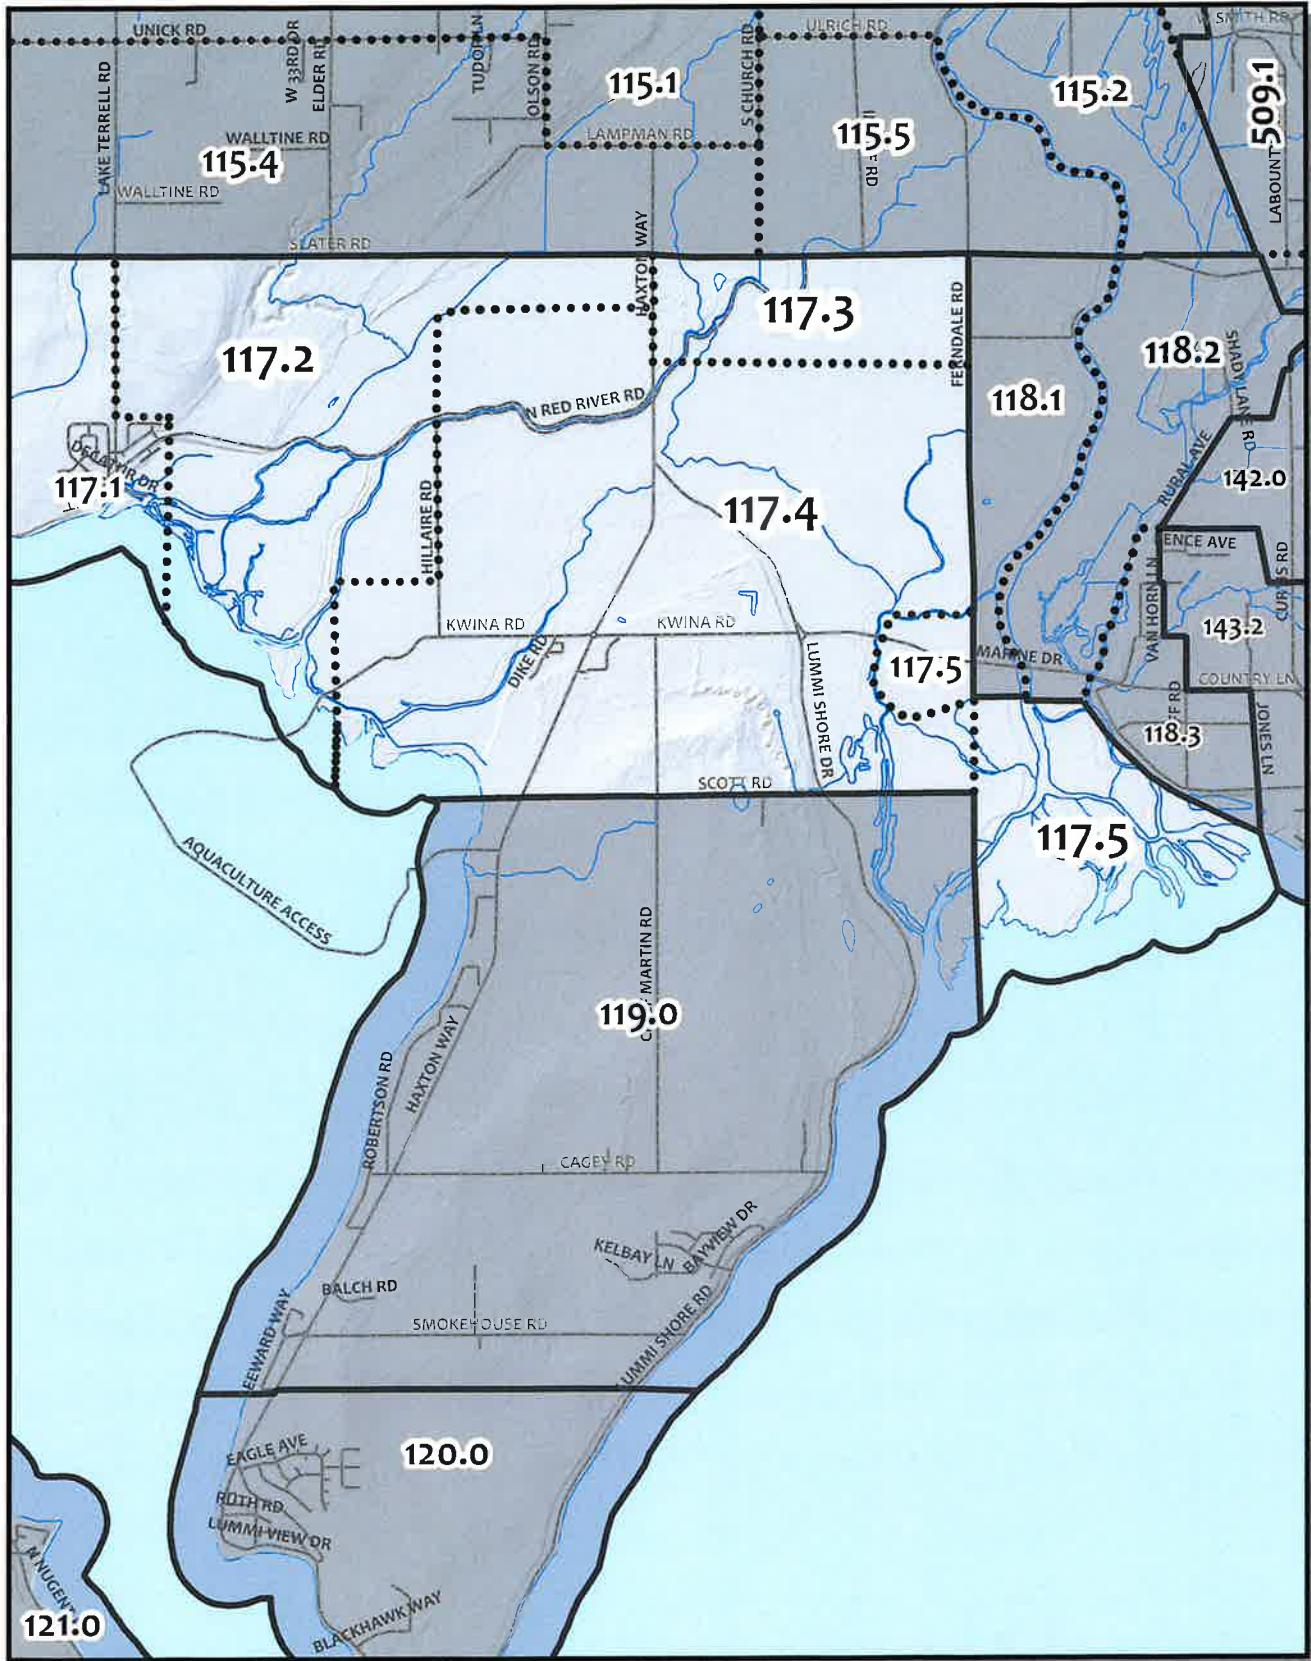 UNICK RD
ULRICH RD
W SMITH RD
LAKE TERRELL RD
W 33RD DR
ELDER RD
TUDOR LN
OLSON RD
115.1
S CHURCH RD
115.2
509.1
WALLTINE RD
115.4
LAMPMAN RD
115.5
WALLTINE RD
SLATER RD
HAXTON WAY
117.3
117.2
FERNDALE RD
118.2
SHADY LANE RD
118.1
N RED RIVER RD
RURAL AVE
142.0
117.1
117.4
HILLAIRE RD
ENCE AVE
VAN HORN LN
CURTIS RD
143.2
KWINA RD
KWINA RD
DIKE RD
LUMMI SHORE DR
117.5
MARINE DR
COUNTRY LN
118.3
JONES LN
SCOTT RD
117.5
AQUACULTURE ACCESS
MARTIN RD
119.0
HAXTON WAY
ROBERTSON RD
CAGEY RD
KELBAY LN
BAYVIEW DR
BALCH RD
SMOKEHOUSE RD
LUMMI SHORE RD
EEWARD WAY
EAGLE AVE
120.0
RUTH RD
LUMMI VIEW DR
N NUGENT
121.0
BLACKHAWK WAY